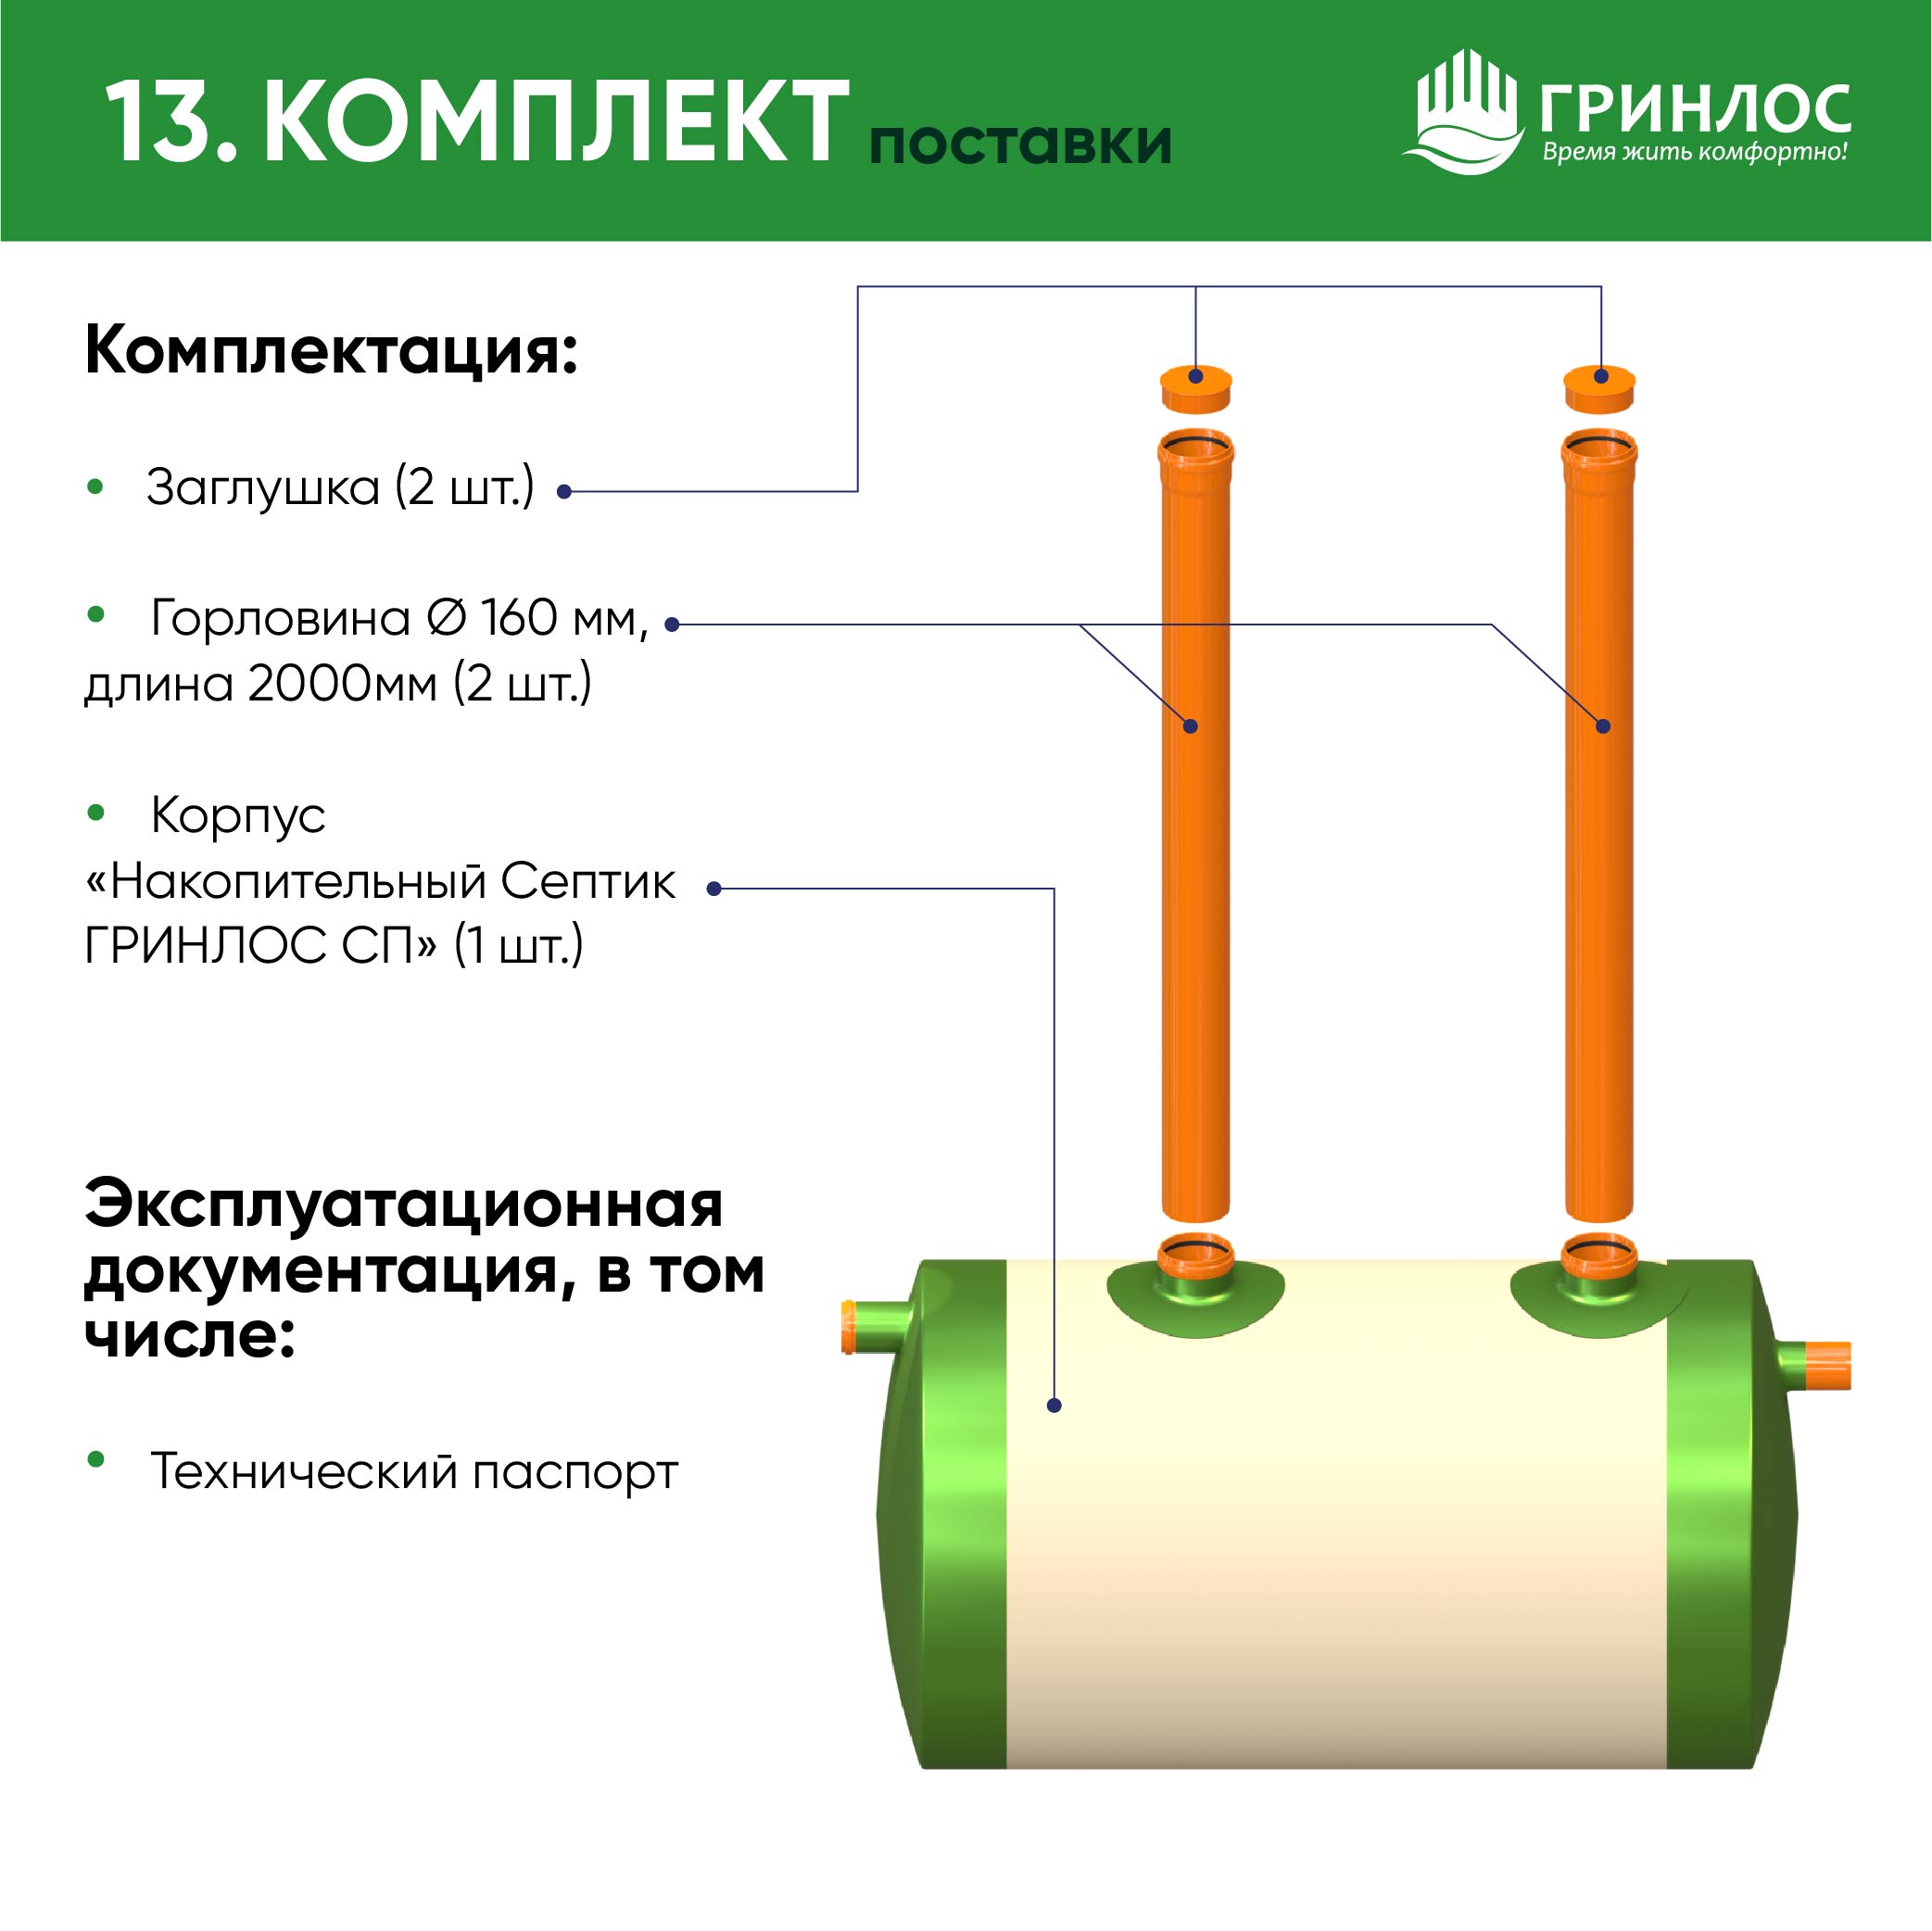 13. КОМПЛЕКТ поставки
ГРИНЛОС
Время жить комфортно!
Комплектация:
• Заглушка (2 шт.)
• Горловина Ø 160 мм,
длина 2000мм (2 шт.)
• Корпус
«Накопительный Септик
ГРИНЛОС СП» (1 шт.)
Эксплуатационная
документация, в том
числе:
• Технический паспорт